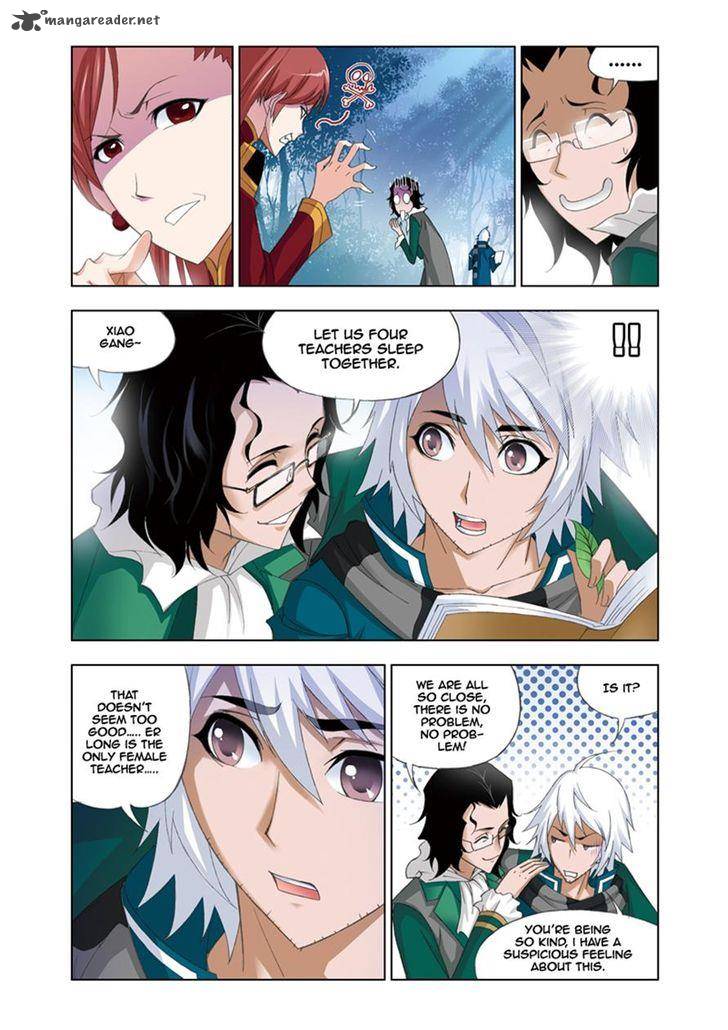 mangareader.net
......
XIAO
GANG~
LET US FOUR
TEACHERS SLEEP
TOGETHER.
!!
THAT
DOESN'T
SEEM TOO
GOOD..... ER
LONG IS THE
ONLY FEMALE
TEACHER.....
WE ARE ALL
SO CLOSE,
THERE IS NO
PROBLEM,
NO PROB-
LEM!
IS IT?
YOU'RE BEING
SO KIND, I HAVE A
SUSPICIOUS FEELING
ABOUT THIS.